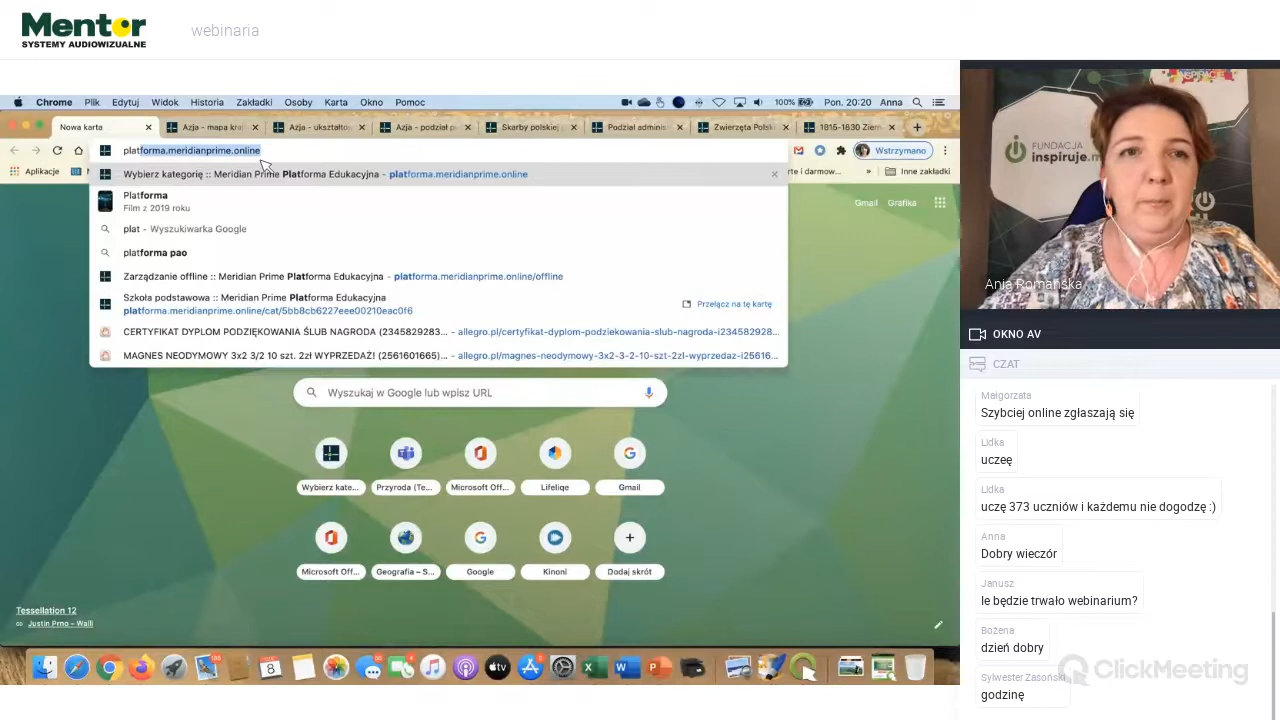 Mentor
SYSTEMY AUDIOWIZUALNE
webinaria
Chrome Plik Edytuj Widok Historia Zakładki Osoby Karta Okno Pomoc
100% Pon. 20:20 Anna
Nowa karta
Azja - mapa kraj
Azja - ukształtow
Azja - podział po
Skarby polskiej
Podział adminis
Zwierzęta Polsk
1815-1830 Ziem
platforma.meridianprime.online
Wstrzymano
Aplikacje
rte i darmow...
» Inne zakładki
Wybierz kategorię :: Meridian Prime Platforma Edukacyjna - platforma.meridianprime.online
Platforma
Film z 2019 roku
plat - Wyszukiwarka Google
platforma pao
Zarządzanie offline :: Meridian Prime Platforma Edukacyjna - platforma.meridianprime.online/offline
Szkoła podstawowa :: Meridian Prime Platforma Edukacyjna
platforma.meridianprime.online/cat/5bb8cb6227eee00210eac0f6
Przełącz na tę kartę
CERTYFIKAT DYPLOM PODZIĘKOWANIA ŚLUB NAGRODA (2345829283... - allegro.pl/certyfikat-dyplom-podziekowania-slub-nagroda-i234582928...
MAGNES NEODYMOWY 3x2 3/2 10 szt. 2zł WYPRZEDAŻ! (2561601665)... - allegro.pl/magnes-neodymowy-3x2-3-2-10-szt-2zl-wyprzedaz-i25616...
Gmail Grafika
Wyszukaj w Google lub wpisz URL
Wybierz kate...
Przyroda (Te...
Microsoft Off...
Lifeliqe
Gmail
Microsoft Off...
Geografia – S...
Google
Kinoni
Dodaj skrót
Tessellation 12
Justin Prno – Walli
FUNDACJA
inspiruje.m
Ania Romańska
OKNO AV
CZAT
Małgorzata
Szybciej online zgłaszają się
Lidka
uczeę
Lidka
uczę 373 uczniów i każdemu nie dogodzę :)
Anna
Dobry wieczór
Janusz
Ie będzie trwało webinarium?
Bożena
dzień dobry
Sylwester Zasoński
godzinę
ClickMeeting